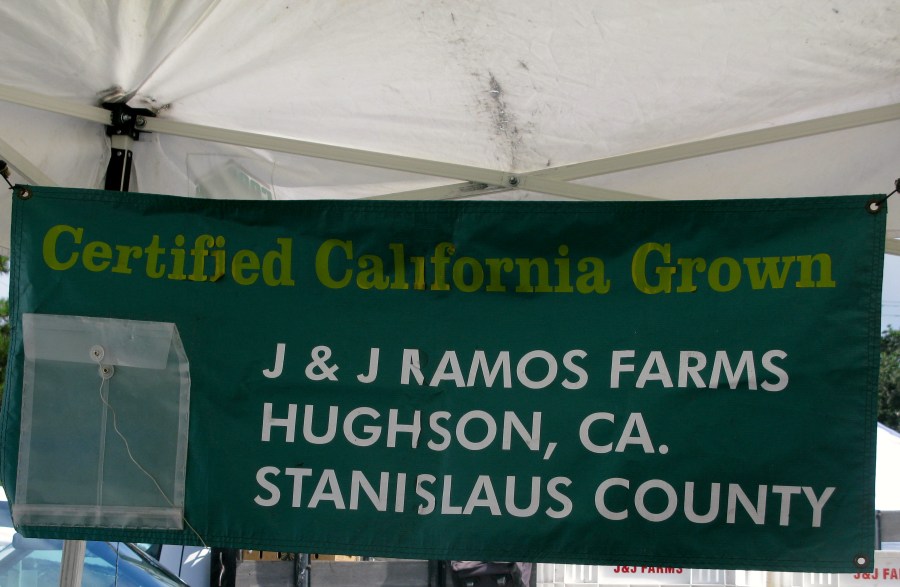 Certified California Grown
J & J RAMOS FARMS
HUGHSON, CA.
STANISLAUS COUNTY
J&J FARMS
J&J FA